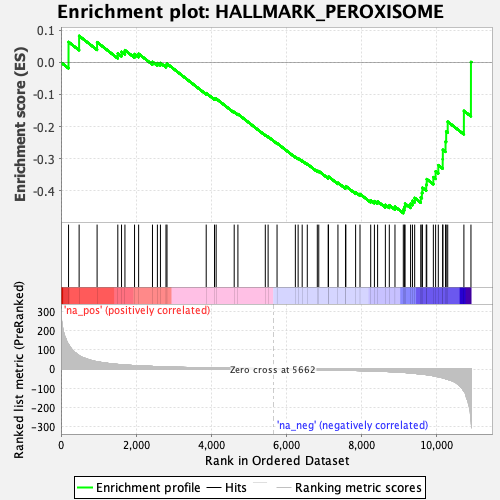 Enrichment plot: HALLMARK_PEROXISOME
Enrichment score (ES)
0.1
0.0
-0.1
-0.2
-0.3
-0.4
'na_pos' (positively correlated)
Ranked list metric (PreRanked)
300
200
100
0
-100
-200
-300
Zero cross at 5662
'na_neg' (negatively correlated)
0
2,000
4,000
6,000
8,000
10,000
Rank in Ordered Dataset
Enrichment profile
Hits
Ranking metric scores